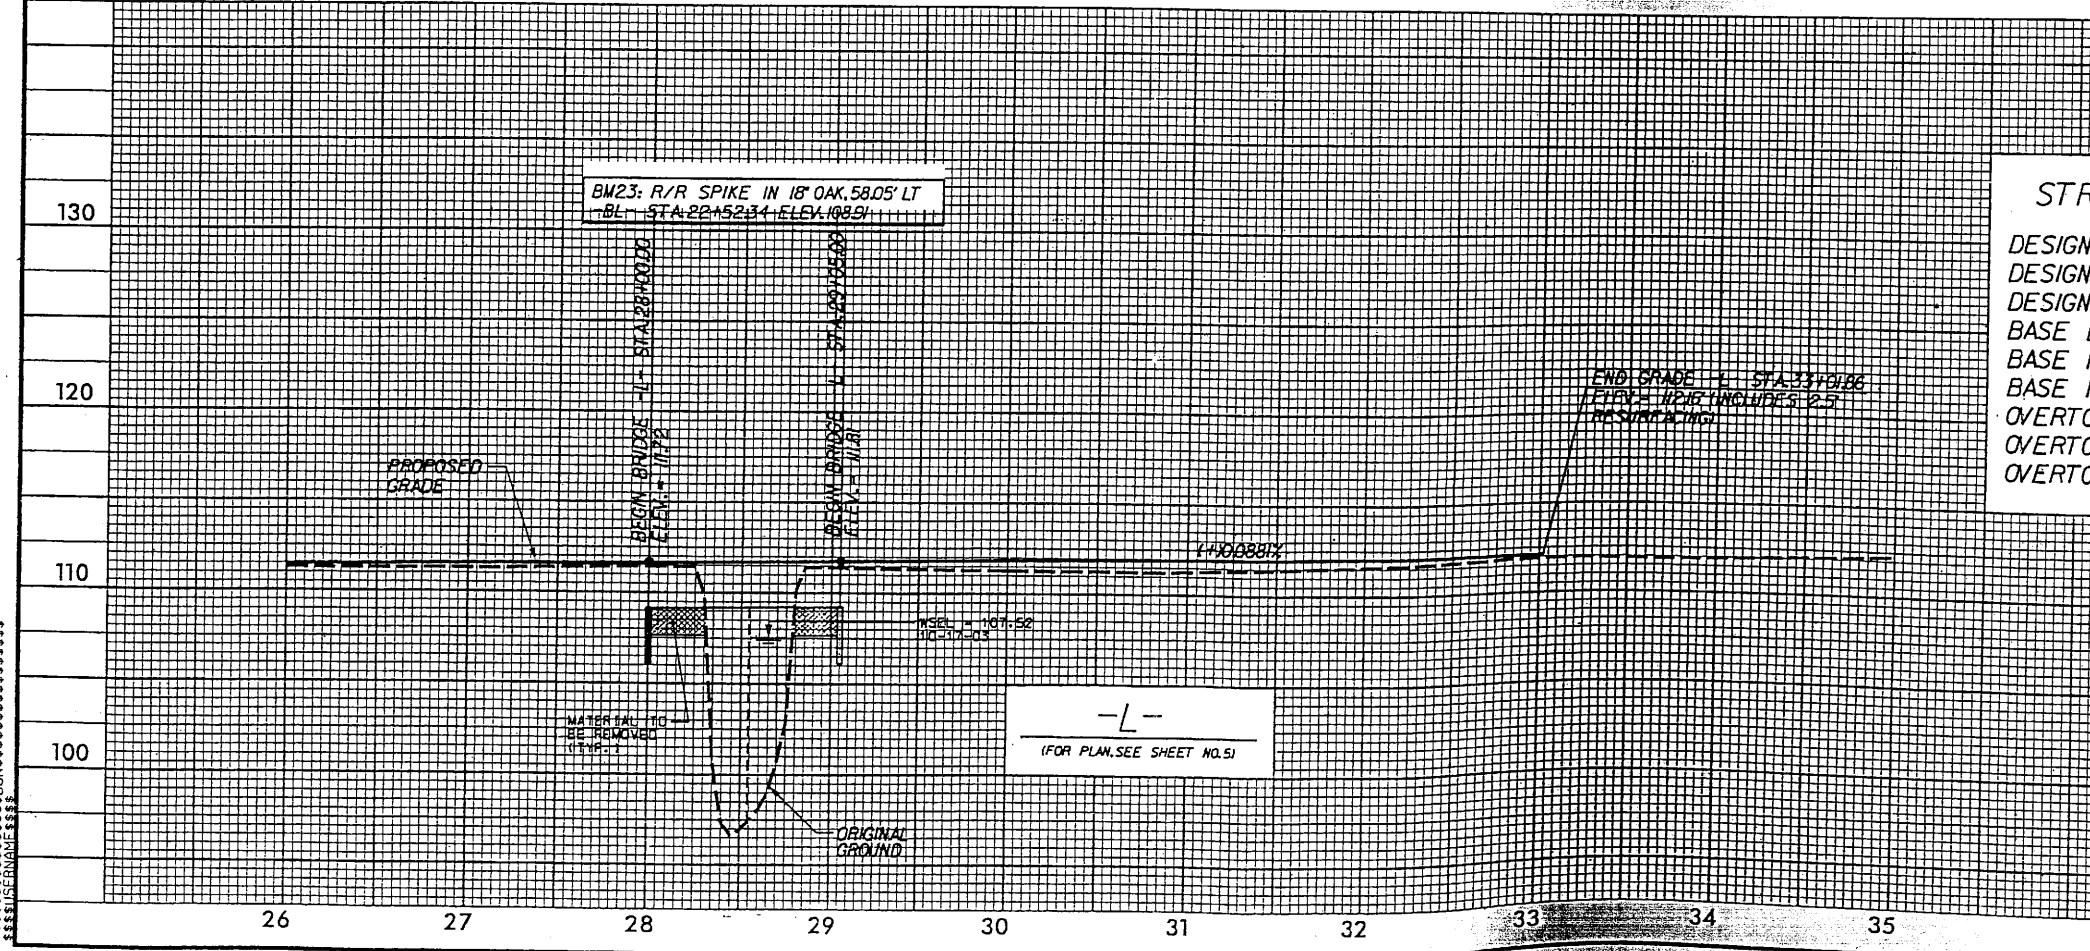 BM23: R/R SPIKE IN 18" OAK, 58.05' LT
-BL- STA. 22+52.34 ELEV. 108.91
BEGIN BRIDGE -L- STA. 28+00.00
ELEV. = 111.72
BEGIN BRIDGE -L- STA. 29+05.00
ELEV. = 111.81
130
120
110
100
PROPOSED
GRADE
END GRADE -L- STA. 33+01.86
ELEV. = 112.16 (INCLUDES 2.5"
RESURFACING)
(+)0.0881%
WSEL = 107.52
10-17-03
MATERIAL TO
BE REMOVED
(TYP.)
ORIGINAL
GROUND
-L-
(FOR PLAN, SEE SHEET NO. 5)
STR
DESIGN
DESIGN
DESIGN
BASE
BASE
BASE
OVERTO
OVERTO
OVERTO
26
27
28
29
30
31
32
33
34
35
$$$$USERNAME$$$$